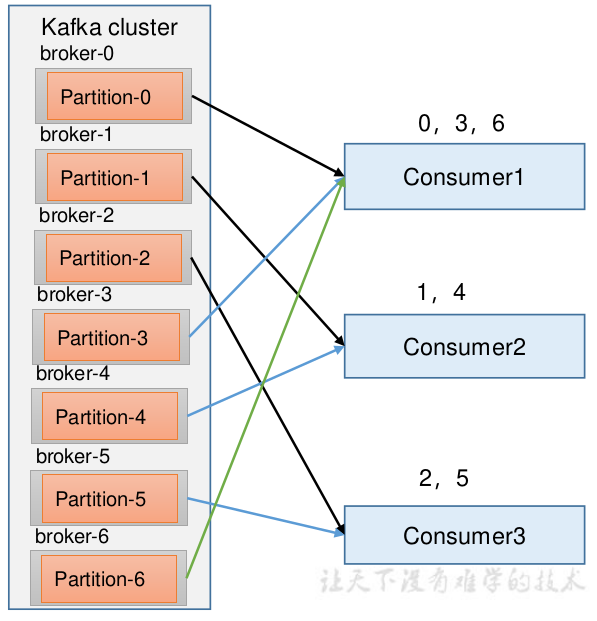 Kafka cluster
broker-0
Partition-0
broker-1
Partition-1
broker-2
Partition-2
broker-3
Partition-3
broker-4
Partition-4
broker-5
Partition-5
broker-6
Partition-6
0, 3, 6
Consumer1
1, 4
Consumer2
2, 5
Consumer3
让天下没有难学的技术